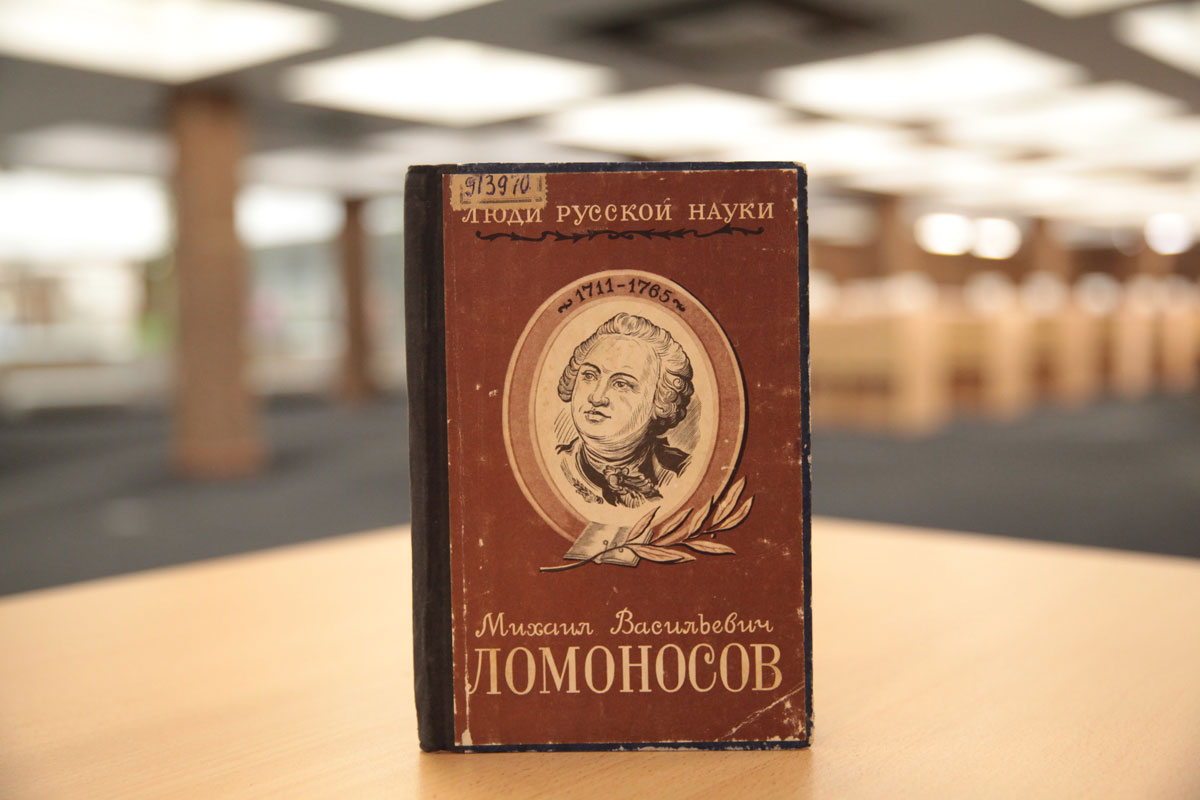 913970
ЛЮДИ РУССКОЙ НАУКИ
1711-1765
Михаил Васильевич
ЛОМОНОСОВ